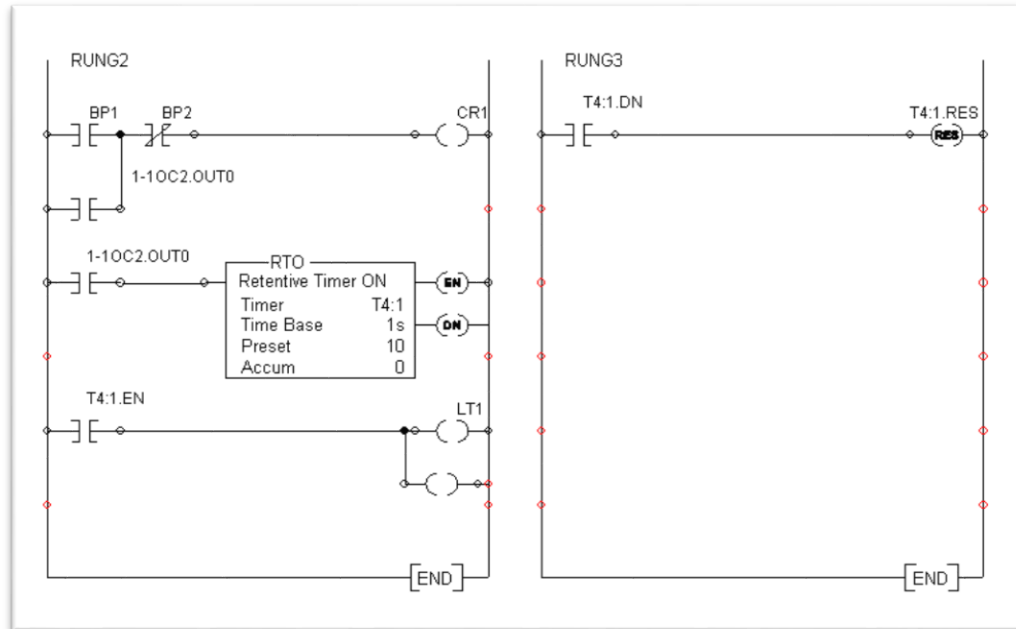 RUNG2
BP1 BP2 CR1
1-1OC2.OUT0
1-1OC2.OUT0
RTO
Retentive Timer ON EN
Timer T4:1
Time Base 1s DN
Preset 10
Accum 0
T4:1.EN LT1
END
RUNG3
T4:1.DN T4:1.RES
RES
END